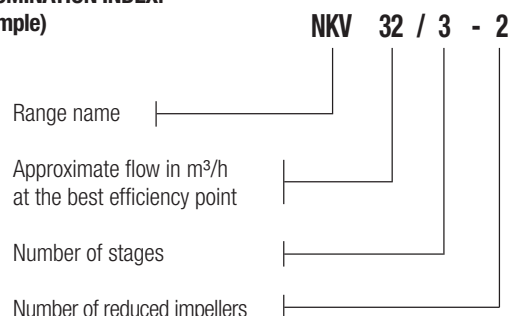 mple)
NKV 32 / 3 - 2
Range name
Approximate flow in m³/h
at the best efficiency point
Number of stages
Number of reduced impellers